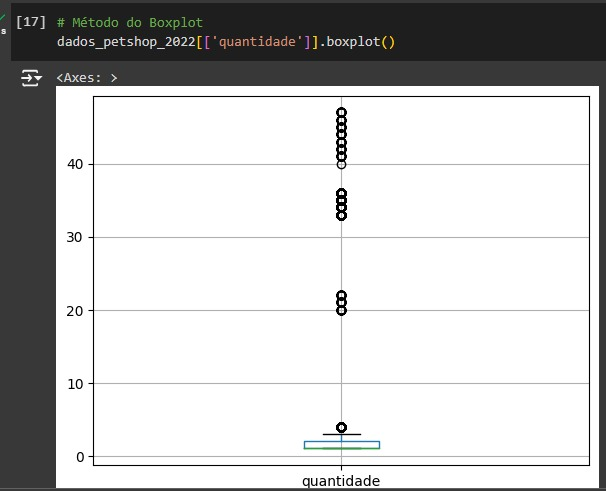 [17] # Método do Boxplot
s
dados_petshop_2022[['quantidade']].boxplot()
<Axes: >
40
30
20
10
0
quantidade